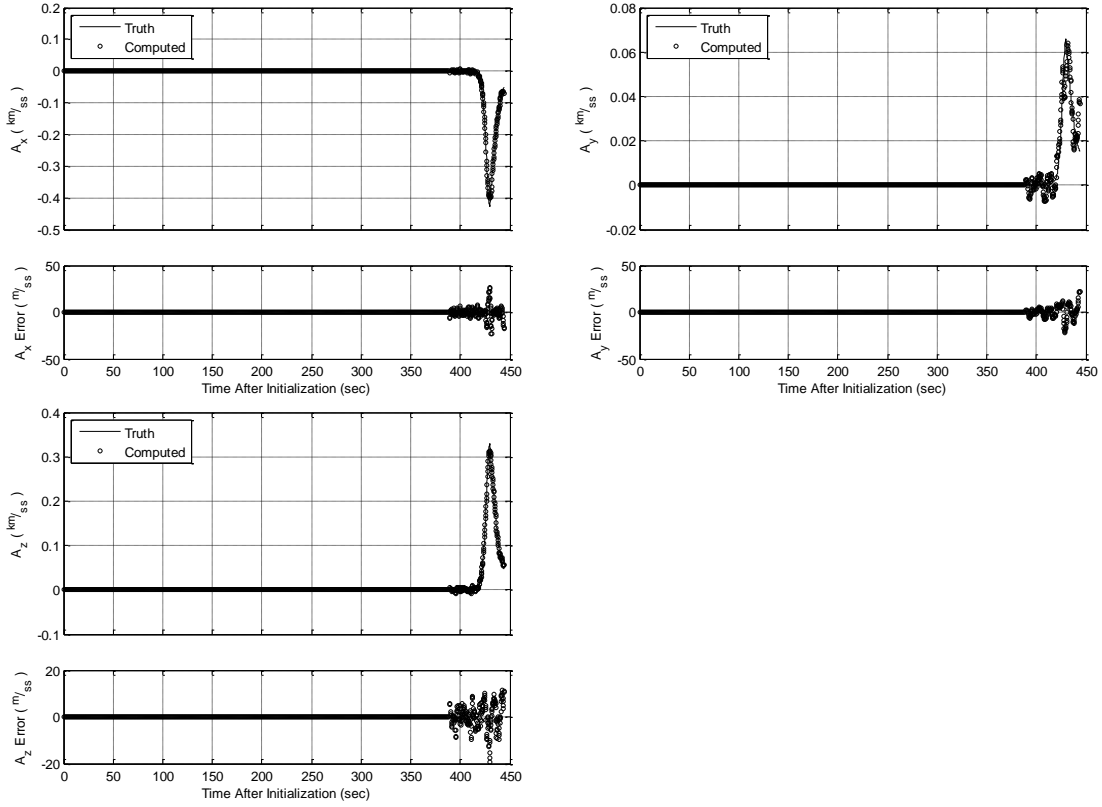 0.2
0.1
0
-0.1
-0.2
-0.3
-0.4
-0.5
A_x ( km/ss )
Truth
Computed
50
0
-50
A_x Error ( m/ss )
0 50 100 150 200 250 300 350 400 450
Time After Initialization (sec)
0.08
0.06
0.04
0.02
0
-0.02
A_y ( km/ss )
Truth
Computed
50
0
-50
A_y Error ( m/ss )
0 50 100 150 200 250 300 350 400 450
Time After Initialization (sec)
0.4
0.3
0.2
0.1
0
-0.1
A_z ( km/ss )
Truth
Computed
20
0
-20
A_z Error ( m/ss )
0 50 100 150 200 250 300 350 400 450
Time After Initialization (sec)